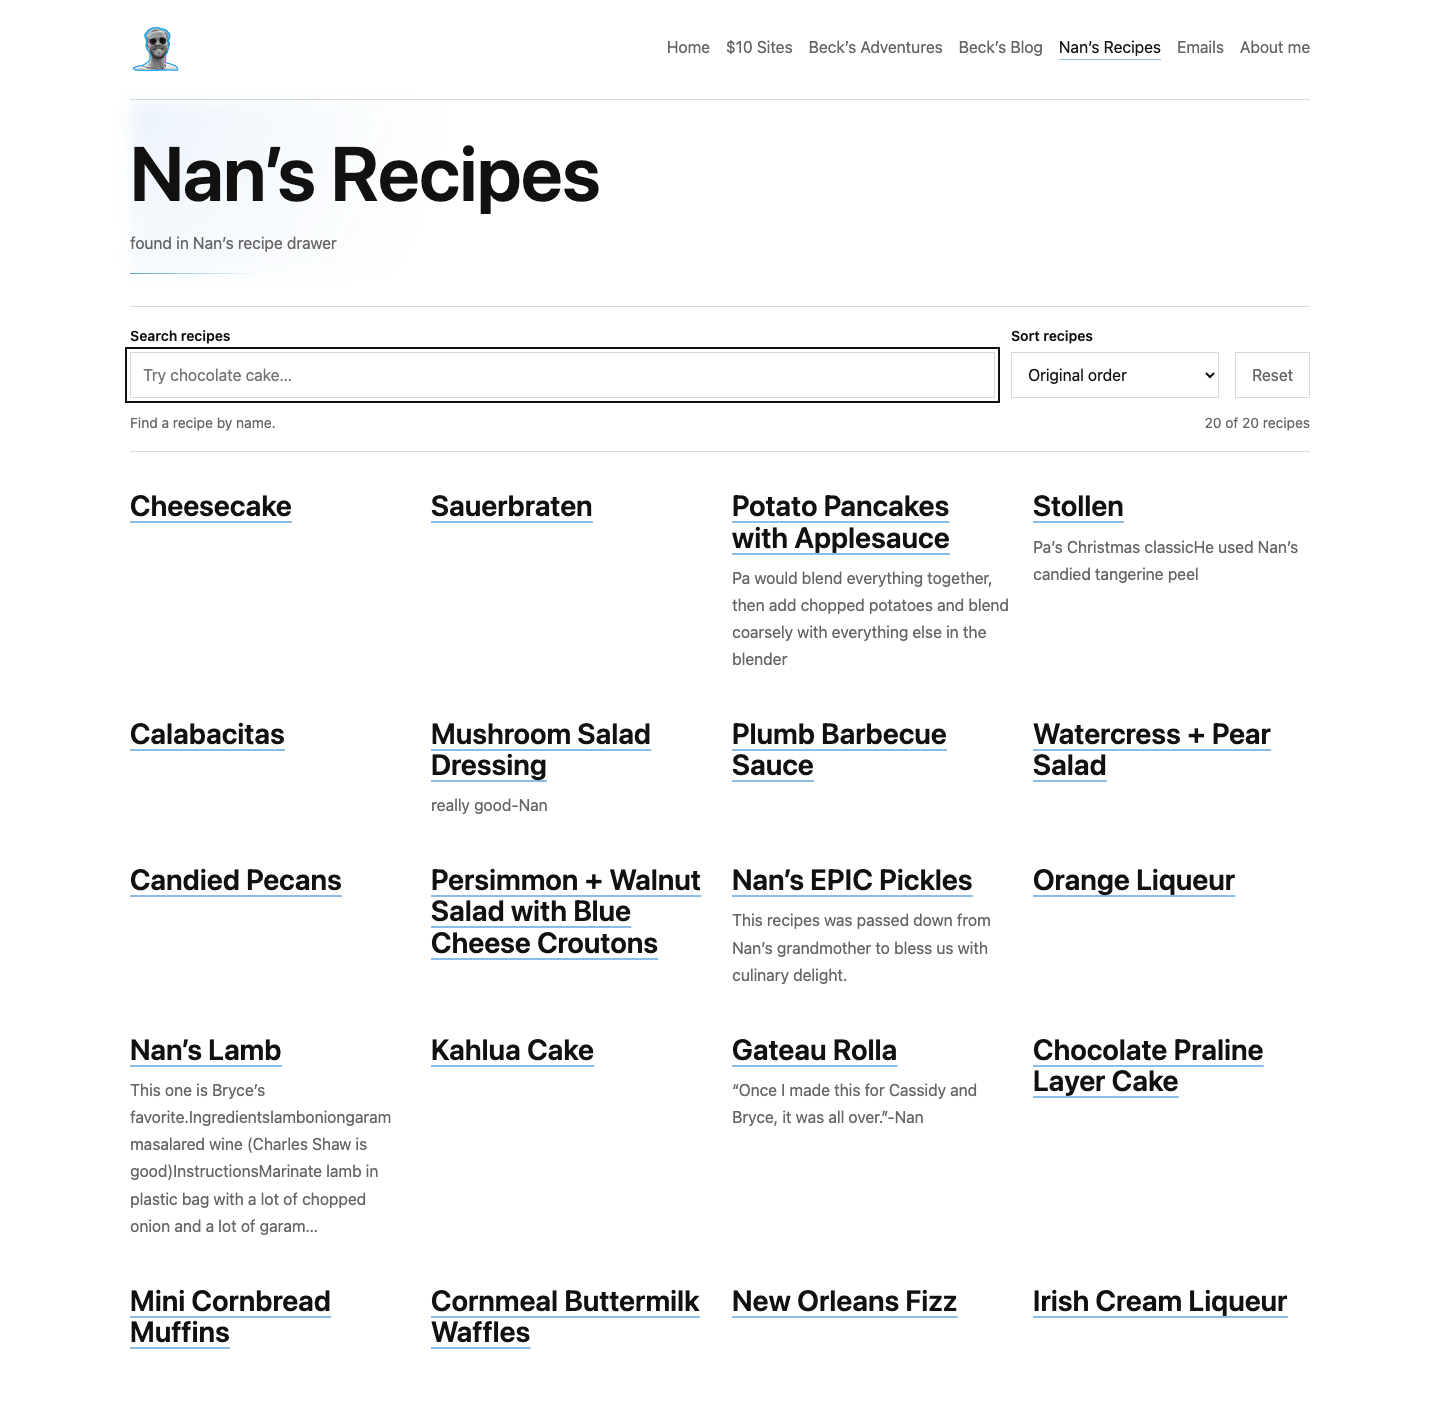 Home $10 Sites Beck’s Adventures Beck’s Blog Nan’s Recipes Emails About me
Nan’s Recipes
found in Nan’s recipe drawer
Search recipes
Try chocolate cake...
Sort recipes
Original order
Reset
Find a recipe by name.
20 of 20 recipes
Cheesecake
Sauerbraten
Potato Pancakes
with Applesauce
Pa would blend everything together,
then add chopped potatoes and blend
coarsely with everything else in the
blender
Stollen
Pa’s Christmas classicHe used Nan’s
candied tangerine peel
Calabacitas
Mushroom Salad
Dressing
really good-Nan
Plumb Barbecue
Sauce
Watercress + Pear
Salad
Candied Pecans
Persimmon + Walnut
Salad with Blue
Cheese Croutons
Nan’s EPIC Pickles
This recipes was passed down from
Nan’s grandmother to bless us with
culinary delight.
Orange Liqueur
Nan’s Lamb
This one is Bryce’s
favorite.Ingredientslamboniongaram
masalared wine (Charles Shaw is
good)InstructionsMarinate lamb in
plastic bag with a lot of chopped
onion and a lot of garam...
Kahlua Cake
Gateau Rolla
“Once I made this for Cassidy and
Bryce, it was all over.”-Nan
Chocolate Praline
Layer Cake
Mini Cornbread
Muffins
Cornmeal Buttermilk
Waffles
New Orleans Fizz
Irish Cream Liqueur